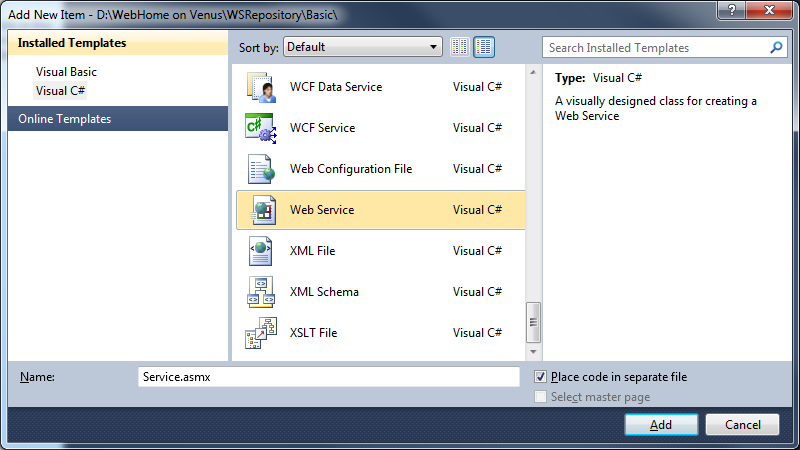 Add New Item - D:\WebHome on Venus\WSRepository\Basic\
Installed Templates
Visual Basic
Visual C#
Online Templates
Sort by: Default
WCF Data Service Visual C#
WCF Service Visual C#
Web Configuration File Visual C#
Web Service Visual C#
XML File Visual C#
XML Schema Visual C#
XSLT File Visual C#
Search Installed Templates
Type: Visual C#
A visually designed class for creating a
Web Service
Name: Service.asmx
Place code in separate file
Select master page
Add Cancel